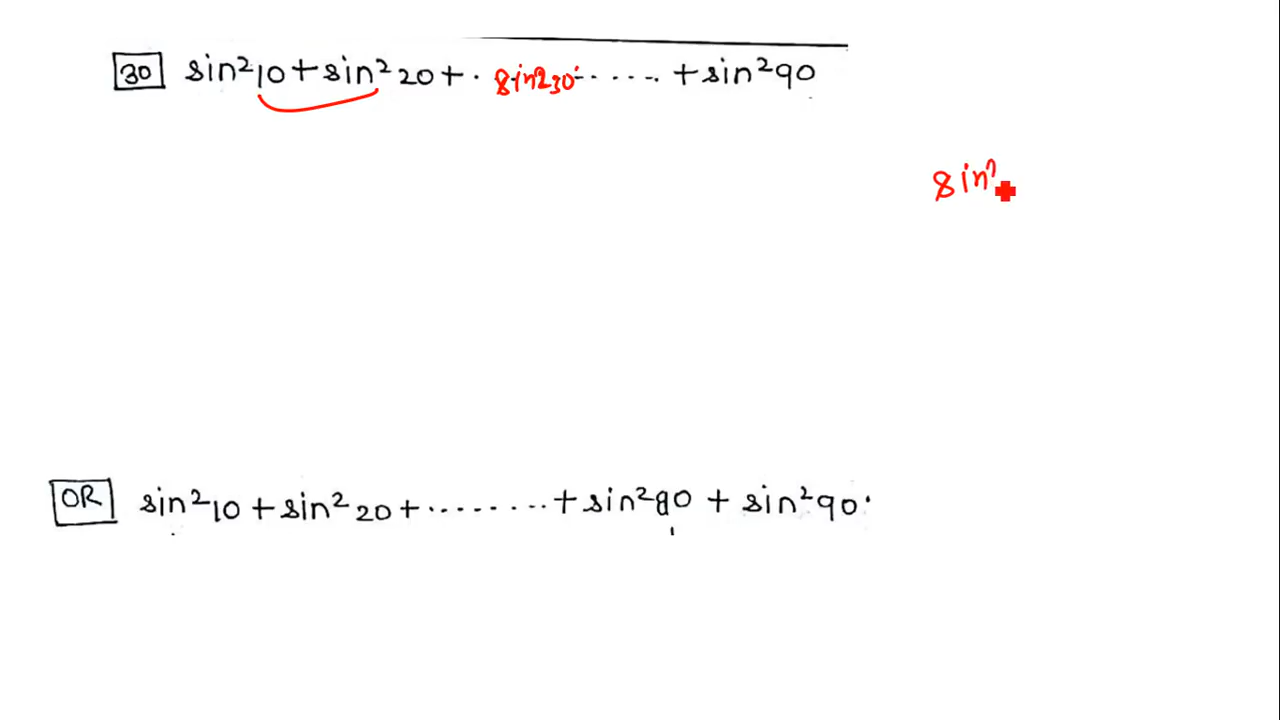 30 sin²10 + sin²20 + · sin230 · · · · · · + sin²90
sin²
OR sin²10 + sin²20 + · · · · · · · · + sin²80 + sin²90 ·